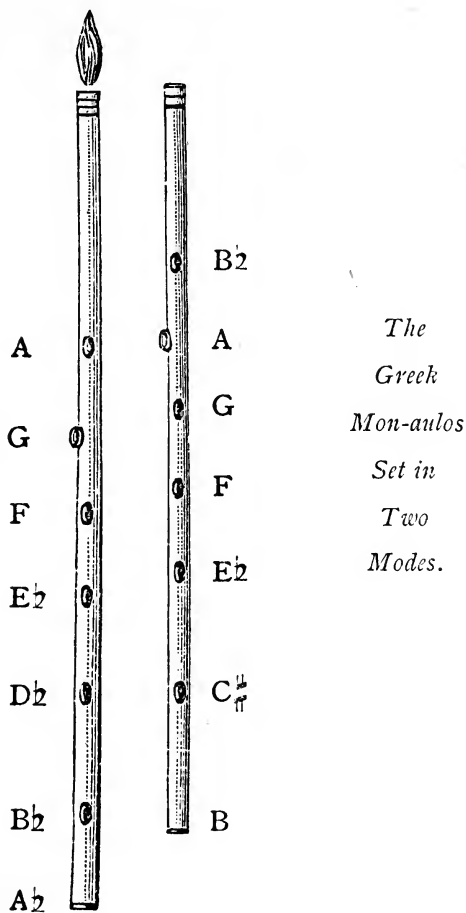 A
G
F
E♭
D♭
B♭
A♭
B♭
A
G
F
E♭
C♯
B
The
Greek
Mon-aulos
Set in
Two
Modes.